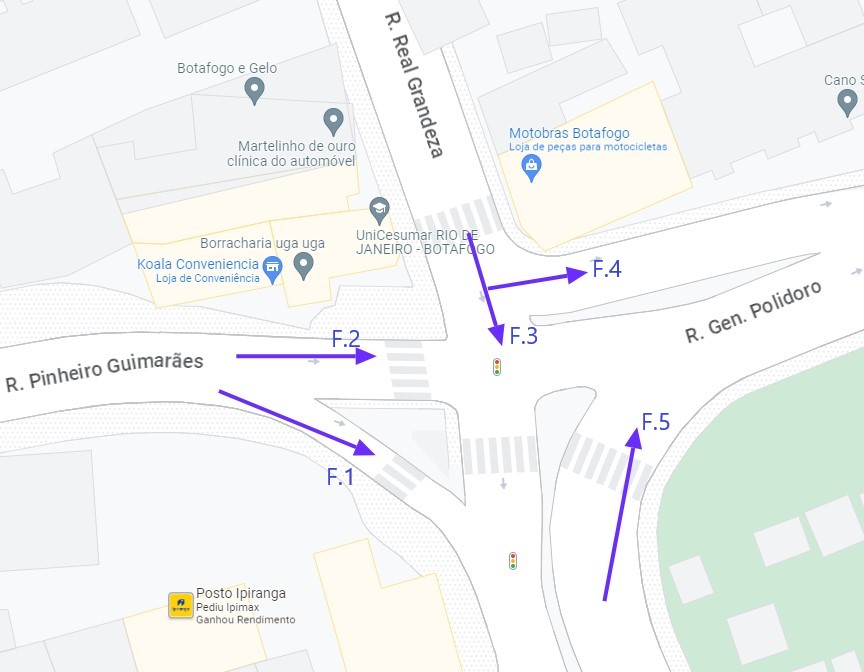 R. Real Grandeza
Botafogo e Gelo
Cano S
Martelinho de ouro
clínica do automóvel
Motobras Botafogo
Loja de peças para motocicletas
UniCesumar RIO DE
JANEIRO - BOTAFOGO
Borracharia uga uga
Koala Conveniencia
Loja de Conveniência
F.4
R. Gen. Polidoro
F.3
F.2
R. Pinheiro Guimarães
F.5
F.1
Posto Ipiranga
Pediu Ipimax
Ganhou Rendimento